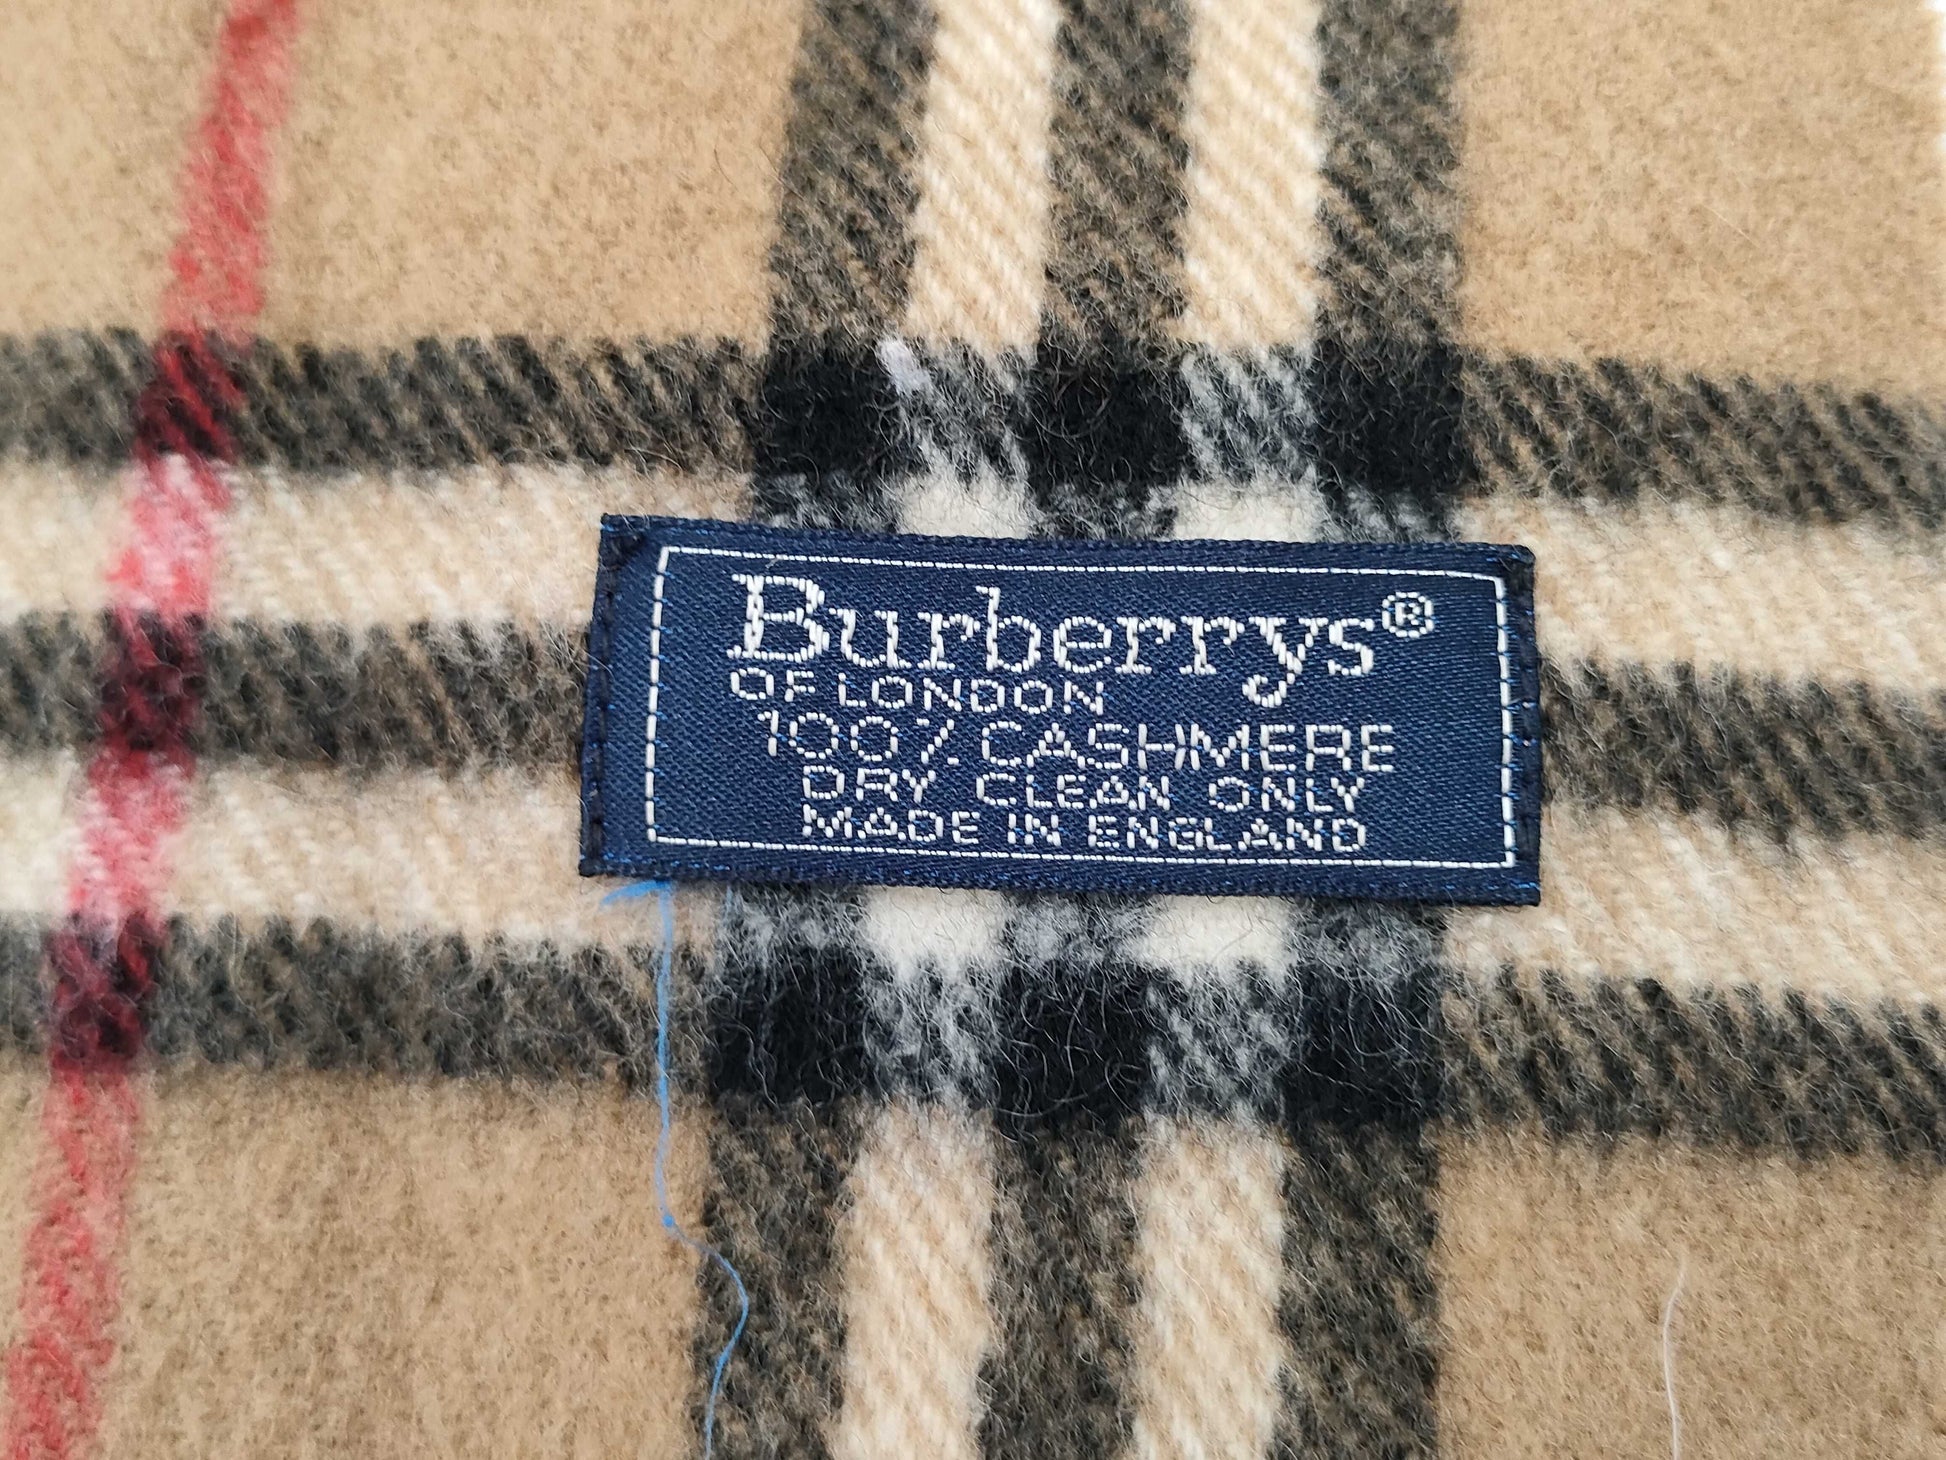 Burberrys®
OF LONDON
100% CASHMERE
DRY CLEAN ONLY
MADE IN ENGLAND